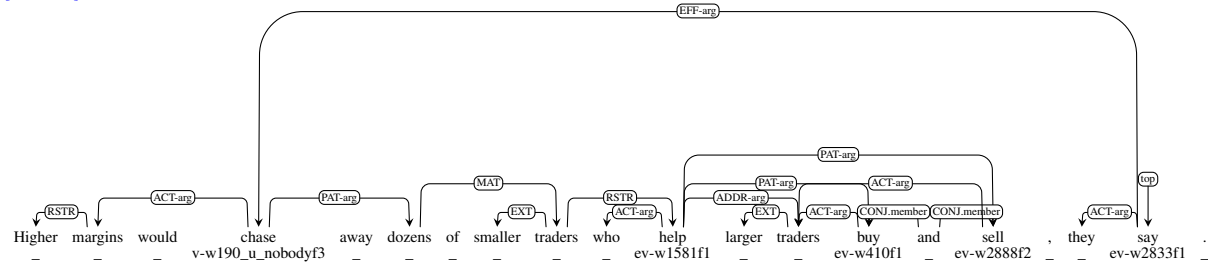 EFF-arg
PAT-arg
MAT PAT-arg ACT-arg top
ACT-arg PAT-arg RSTR ADDR-arg
RSTR EXT ACT-arg EXT ACT-arg CONJ.member CONJ.member ACT-arg
Higher margins would chase away dozens of smaller traders who help larger traders buy and sell , they say .
_ _ _ v-w190_u_nobodyf3 _ _ _ _ _ _ ev-w1581f1 _ _ ev-w410f1 _ ev-w2888f2 _ _ ev-w2833f1 _